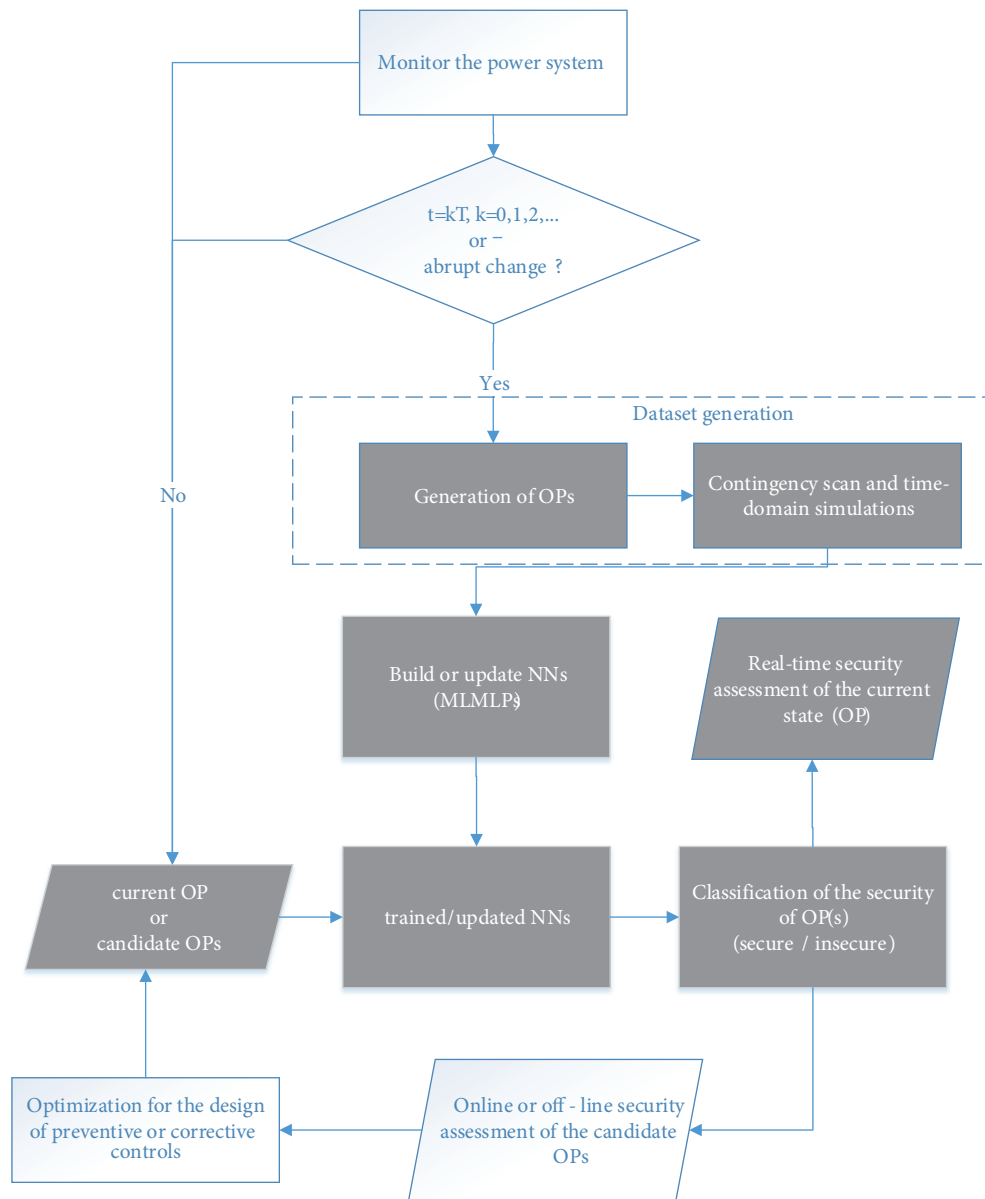 Monitor the power system
t=kT, k=0,1,2,...
or –
abrupt change ?
Yes
Dataset generation
No
Generation of OPs
Contingency scan and time-
domain simulations
Build or update NNs
(MLMLPs)
Real-time security
assessment of the current
state (OP)
current OP
or
candidate OPs
trained/updated NNs
Classification of the security
of OP(s)
(secure / insecure)
Optimization for the design
of preventive or corrective
controls
Online or off - line security
assessment of the candidate
OPs